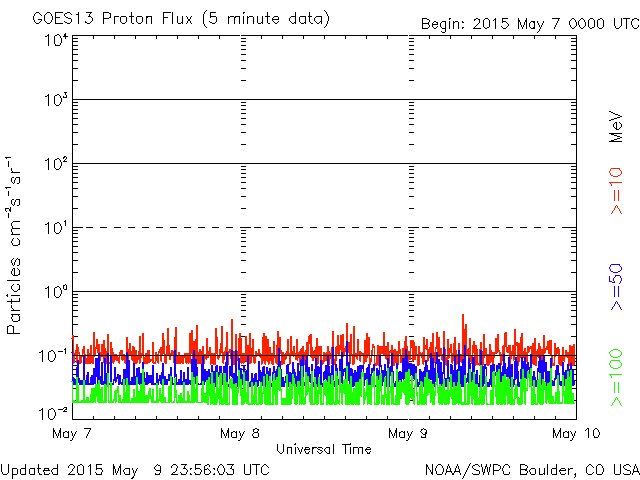 GOES13 Proton Flux (5 minute data)
Begin: 2015 May 7 0000 UTC
Particles cm⁻²s⁻¹sr⁻¹
10⁴
10³
10²
10¹
10⁰
10⁻¹
10⁻²
MeV
>=10
>=50
>=100
May 7
May 8
May 9
May 10
Universal Time
Updated 2015 May  9 23:56:03 UTC
NOAA/SWPC Boulder, CO USA